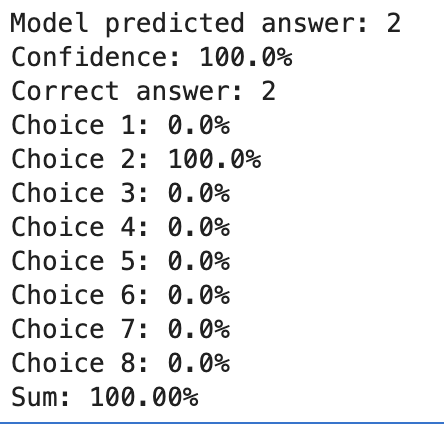 Model predicted answer: 2
Confidence: 100.0%
Correct answer: 2
Choice 1: 0.0%
Choice 2: 100.0%
Choice 3: 0.0%
Choice 4: 0.0%
Choice 5: 0.0%
Choice 6: 0.0%
Choice 7: 0.0%
Choice 8: 0.0%
Sum: 100.00%